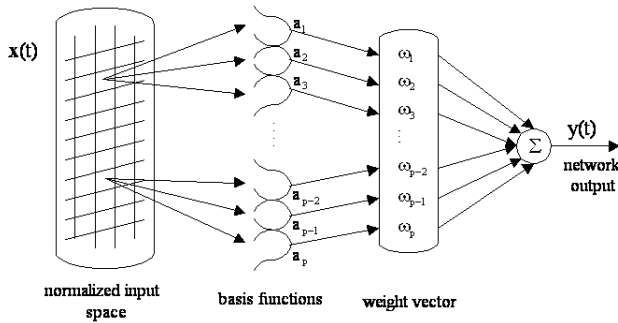 x(t)
a₁
a₂
a₃
aₚ₋₂
aₚ₋₁
aₚ
ω₁
ω₂
ω₃
ωₚ₋₂
ωₚ₋₁
ωₚ
Σ
y(t)
network
output
normalized input
space
basis functions
weight vector